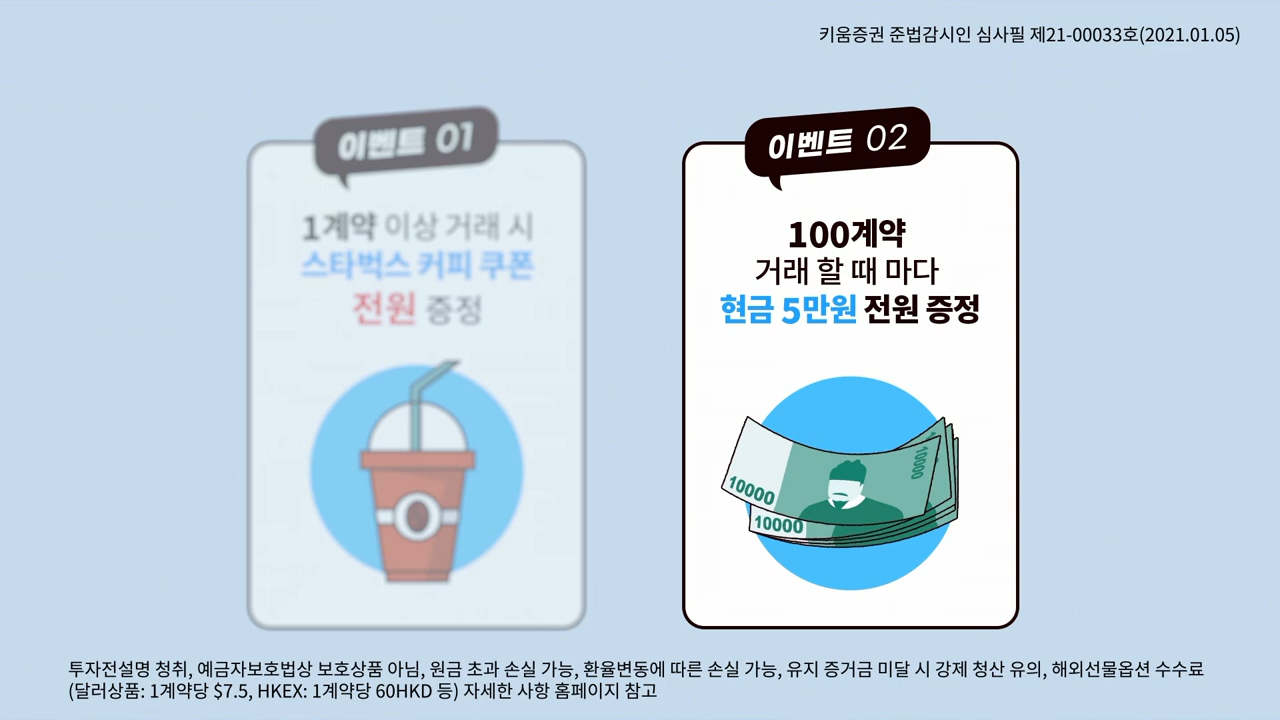 키움증권 준법감시인 심사필 제21-00033호(2021.01.05)
이벤트 01
1계약 이상 거래 시
스타벅스 커피 쿠폰
전원 증정
이벤트 02
100계약
거래 할 때 마다
현금 5만원 전원 증정
10000
10000
10000
투자전설명 청취, 예금자보호법상 보호상품 아님, 원금 초과 손실 가능, 환율변동에 따른 손실 가능, 유지 증거금 미달 시 강제 청산 유의, 해외선물옵션 수수료
(달러상품: 1계약당 $7.5, HKEX: 1계약당 60HKD 등) 자세한 사항 홈페이지 참고